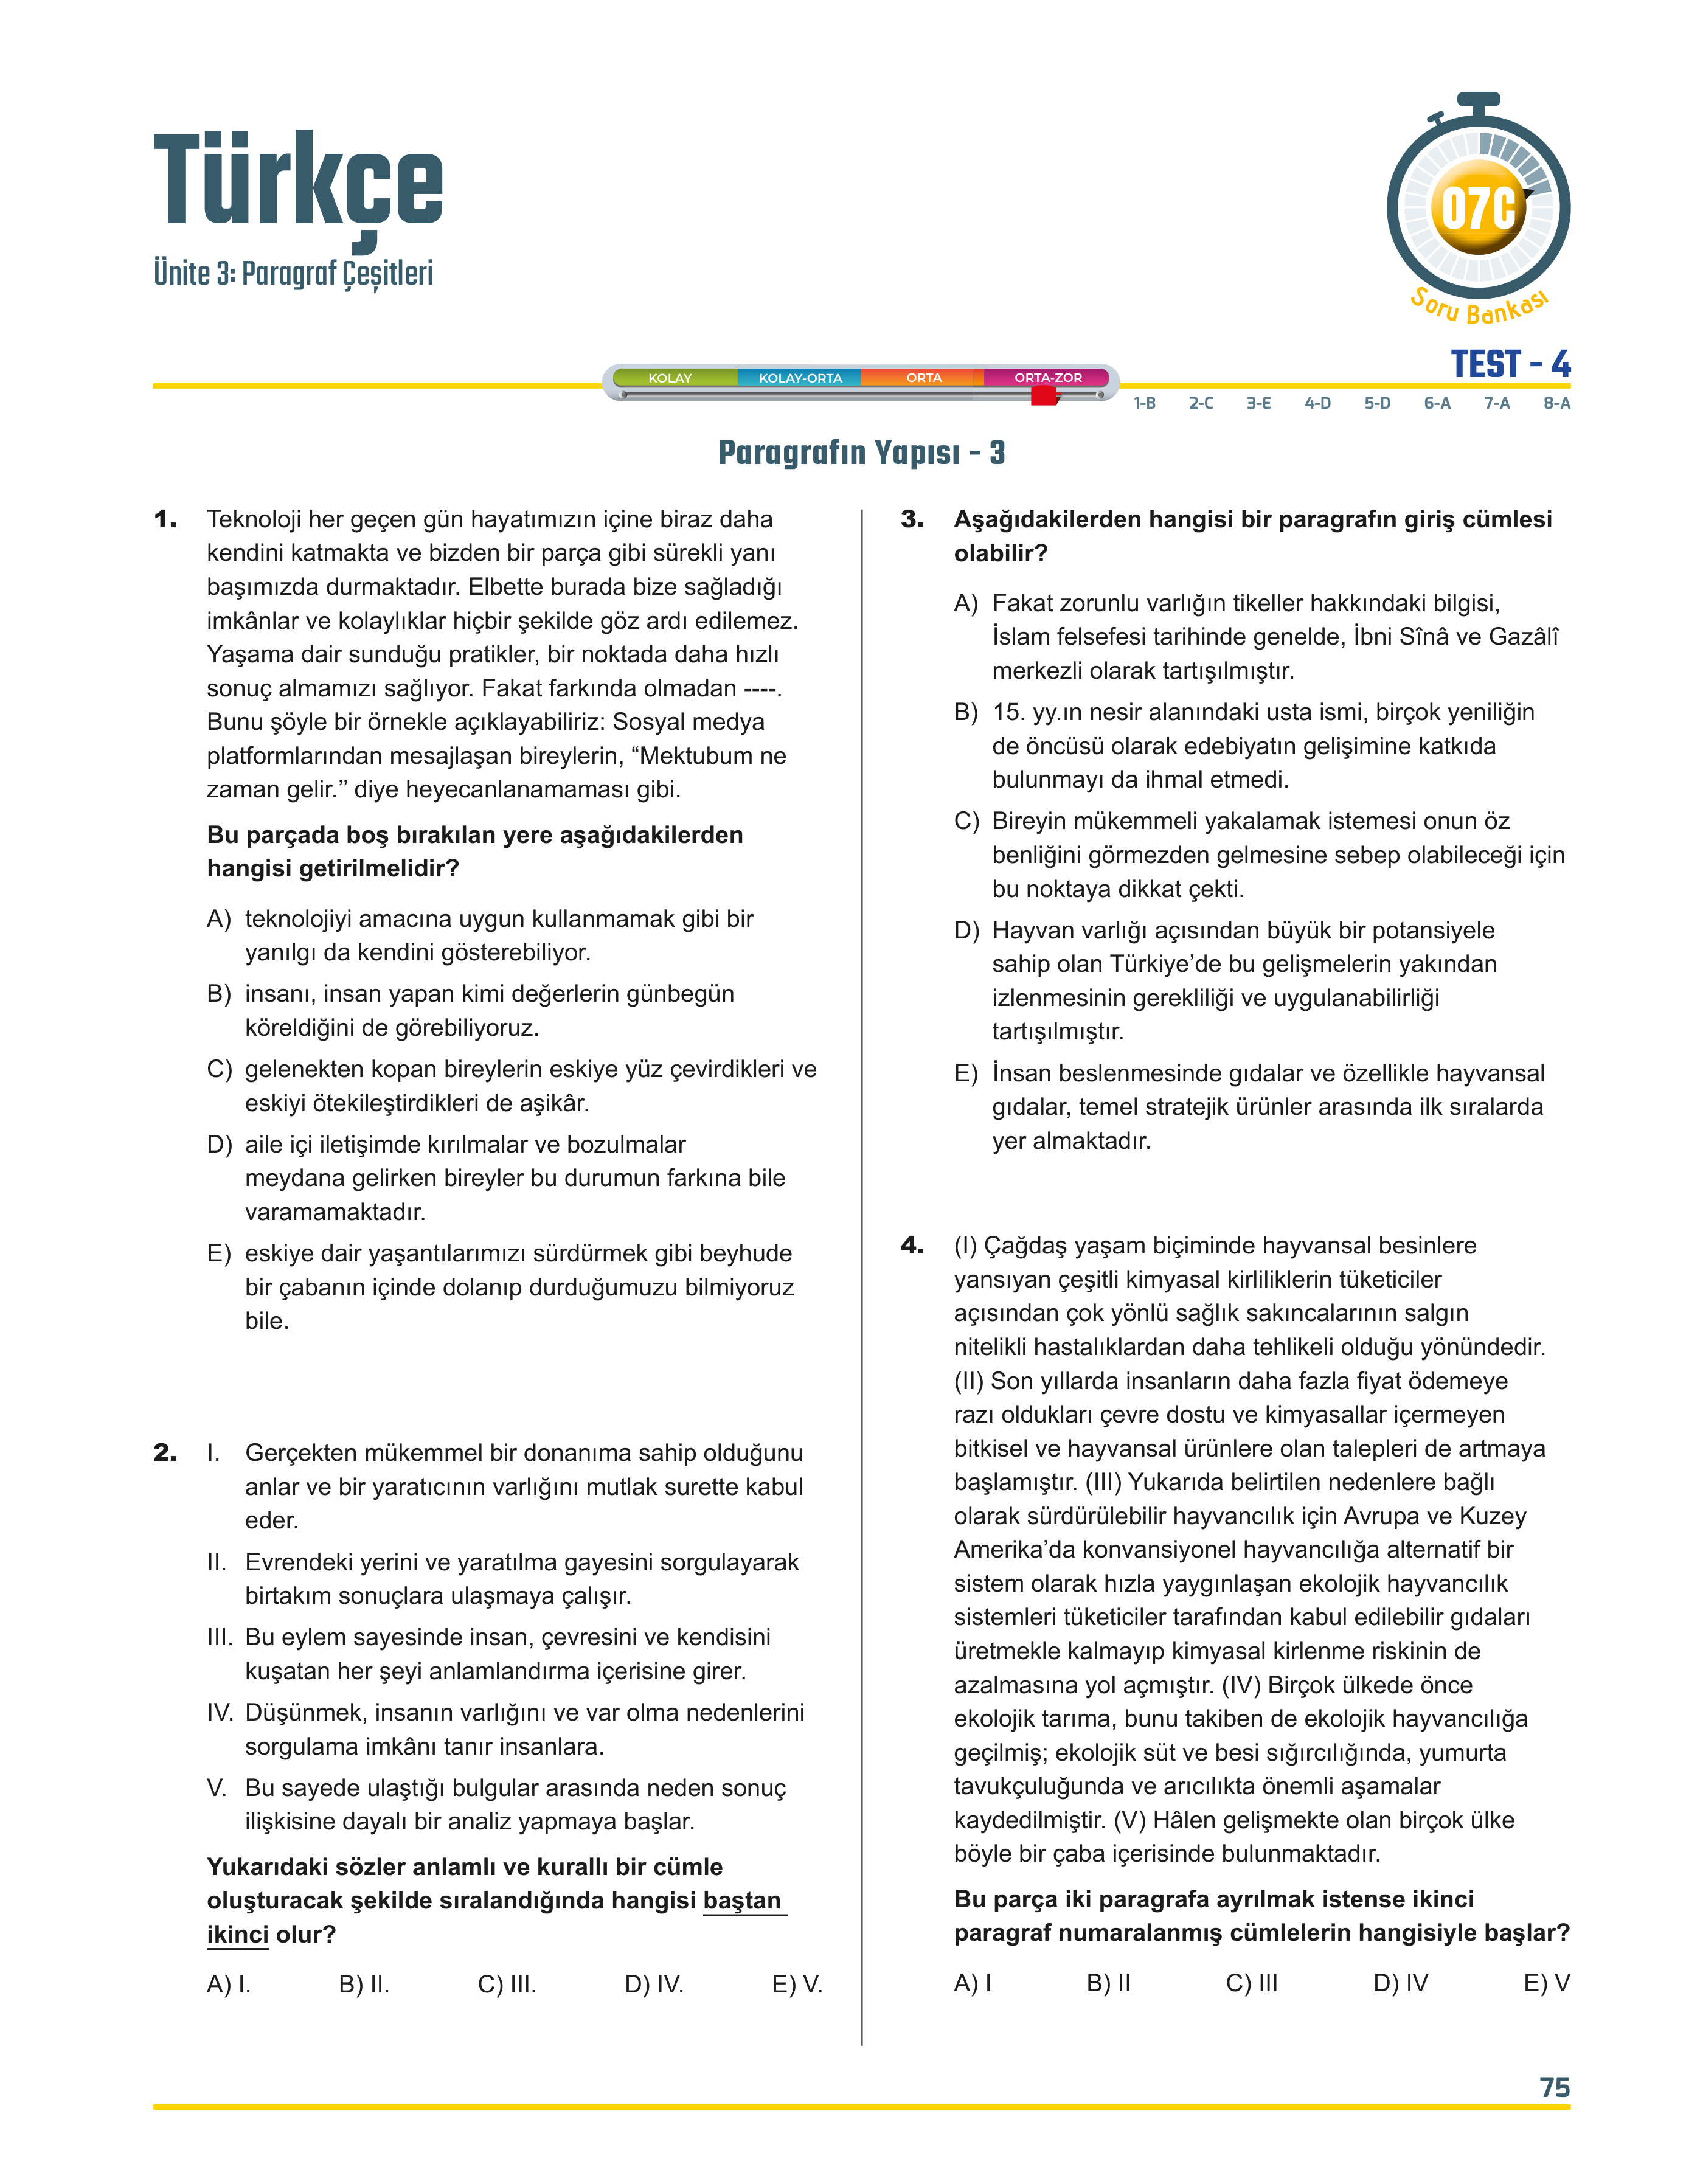 Türkçe
Ünite 3: Paragraf Çeşitleri
07C
Soru Bankası
TEST - 4
KOLAY KOLAY-ORTA ORTA ORTA-ZOR
1-B 2-C 3-E 4-D 5-D 6-A 7-A 8-A
Paragrafın Yapısı - 3
1. Teknoloji her geçen gün hayatımızın içine biraz daha
kendini katmakta ve bizden bir parça gibi sürekli yanı
başımızda durmaktadır. Elbette burada bize sağladığı
imkânlar ve kolaylıklar hiçbir şekilde göz ardı edilemez.
Yaşama dair sunduğu pratikler, bir noktada daha hızlı
sonuç almamızı sağlıyor. Fakat farkında olmadan ----.
Bunu şöyle bir örnekle açıklayabiliriz: Sosyal medya
platformlarından mesajlaşan bireylerin, “Mektubum ne
zaman gelir.’’ diye heyecanlanamaması gibi.
Bu parçada boş bırakılan yere aşağıdakilerden
hangisi getirilmelidir?
A) teknolojiyi amacına uygun kullanmamak gibi bir
yanılgı da kendini gösterebiliyor.
B) insanı, insan yapan kimi değerlerin günbegün
köreldiğini de görebiliyoruz.
C) gelenekten kopan bireylerin eskiye yüz çevirdikleri ve
eskiyi ötekileştirdikleri de aşikâr.
D) aile içi iletişimde kırılmalar ve bozulmalar
meydana gelirken bireyler bu durumun farkına bile
varamamaktadır.
E) eskiye dair yaşantılarımızı sürdürmek gibi beyhude
bir çabanın içinde dolanıp durduğumuzu bilmiyoruz
bile.
2. I. Gerçekten mükemmel bir donanıma sahip olduğunu
anlar ve bir yaratıcının varlığını mutlak surette kabul
eder.
II. Evrendeki yerini ve yaratılma gayesini sorgulayarak
birtakım sonuçlara ulaşmaya çalışır.
III. Bu eylem sayesinde insan, çevresini ve kendisini
kuşatan her şeyi anlamlandırma içerisine girer.
IV. Düşünmek, insanın varlığını ve var olma nedenlerini
sorgulama imkânı tanır insanlara.
V. Bu sayede ulaştığı bulgular arasında neden sonuç
ilişkisine dayalı bir analiz yapmaya başlar.
Yukarıdaki sözler anlamlı ve kurallı bir cümle
oluşturacak şekilde sıralandığında hangisi baştan
ikinci olur?
A) I. B) II. C) III. D) IV. E) V.
3. Aşağıdakilerden hangisi bir paragrafın giriş cümlesi
olabilir?
A) Fakat zorunlu varlığın tikeller hakkındaki bilgisi,
İslam felsefesi tarihinde genelde, İbni Sînâ ve Gazâlî
merkezli olarak tartışılmıştır.
B) 15. yy.ın nesir alanındaki usta ismi, birçok yeniliğin
de öncüsü olarak edebiyatın gelişimine katkıda
bulunmayı da ihmal etmedi.
C) Bireyin mükemmeli yakalamak istemesi onun öz
benliğini görmezden gelmesine sebep olabileceği için
bu noktaya dikkat çekti.
D) Hayvan varlığı açısından büyük bir potansiyele
sahip olan Türkiye’de bu gelişmelerin yakından
izlenmesinin gerekliliği ve uygulanabilirliği
tartışılmıştır.
E) İnsan beslenmesinde gıdalar ve özellikle hayvansal
gıdalar, temel stratejik ürünler arasında ilk sıralarda
yer almaktadır.
4. (I) Çağdaş yaşam biçiminde hayvansal besinlere
yansıyan çeşitli kimyasal kirliliklerin tüketiciler
açısından çok yönlü sağlık sakıncalarının salgın
nitelikli hastalıklardan daha tehlikeli olduğu yönündedir.
(II) Son yıllarda insanların daha fazla fiyat ödemeye
razı oldukları çevre dostu ve kimyasallar içermeyen
bitkisel ve hayvansal ürünlere olan talepleri de artmaya
başlamıştır. (III) Yukarıda belirtilen nedenlere bağlı
olarak sürdürülebilir hayvancılık için Avrupa ve Kuzey
Amerika’da konvansiyonel hayvancılığa alternatif bir
sistem olarak hızla yaygınlaşan ekolojik hayvancılık
sistemleri tüketiciler tarafından kabul edilebilir gıdaları
üretmekle kalmayıp kimyasal kirlenme riskinin de
azalmasına yol açmıştır. (IV) Birçok ülkede önce
ekolojik tarıma, bunu takiben de ekolojik hayvancılığa
geçilmiş; ekolojik süt ve besi sığırcılığında, yumurta
tavukçuluğunda ve arıcılıkta önemli aşamalar
kaydedilmiştir. (V) Hâlen gelişmekte olan birçok ülke
böyle bir çaba içerisinde bulunmaktadır.
Bu parça iki paragrafa ayrılmak istense ikinci
paragraf numaralanmış cümlelerin hangisiyle başlar?
A) I B) II C) III D) IV E) V
75